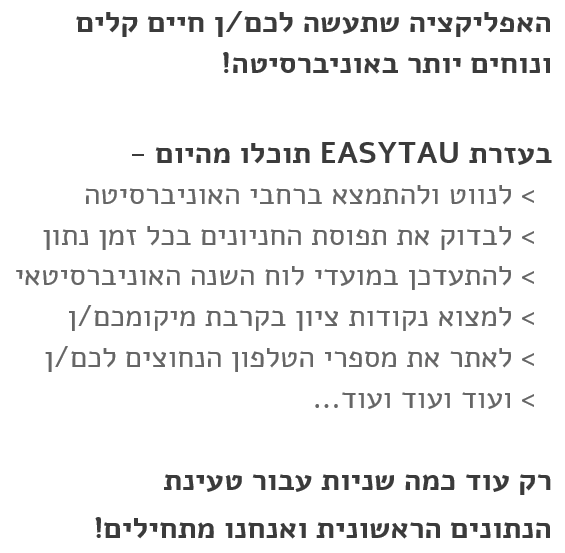 האפליקציה שתעשה לכם/ן חיים קלים
ונוחים יותר באוניברסיטה!
בעזרת EASYTAU תוכלו מהיום -
> לנווט ולהתמצא ברחבי האוניברסיטה
> לבדוק את תפוסת החניונים בכל זמן נתון
> להתעדכן במועדי לוח השנה האוניברסיטאי
> למצוא נקודות ציון בקרבת מיקומכם/ן
> לאתר את מספרי הטלפון הנחוצים לכם/ן
> ועוד ועוד ועוד...
רק עוד כמה שניות עבור טעינת
הנתונים הראשונית ואנחנו מתחילים!